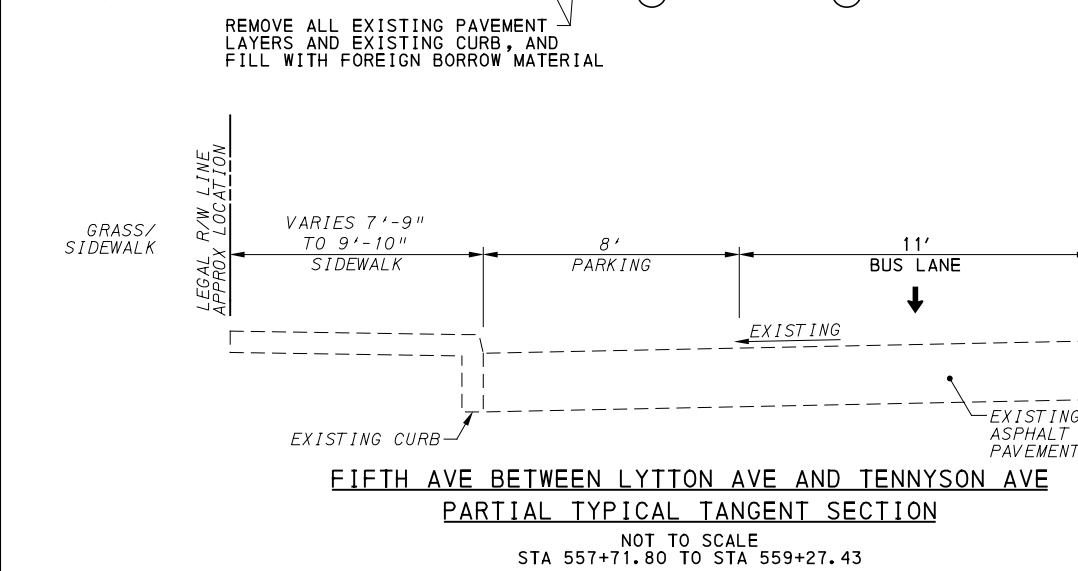 REMOVE ALL EXISTING PAVEMENT
LAYERS AND EXISTING CURB, AND
FILL WITH FOREIGN BORROW MATERIAL
LEGAL R/W LINE
APPROX LOCATION
GRASS/
SIDEWALK
VARIES 7'-9"
TO 9'-10"
SIDEWALK
8'
PARKING
11'
BUS LANE
EXISTING
EXISTING CURB
EXISTING
ASPHALT
PAVEMENT
FIFTH AVE BETWEEN LYTTON AVE AND TENNYSON AVE
PARTIAL TYPICAL TANGENT SECTION
NOT TO SCALE
STA 557+71.80 TO STA 559+27.43